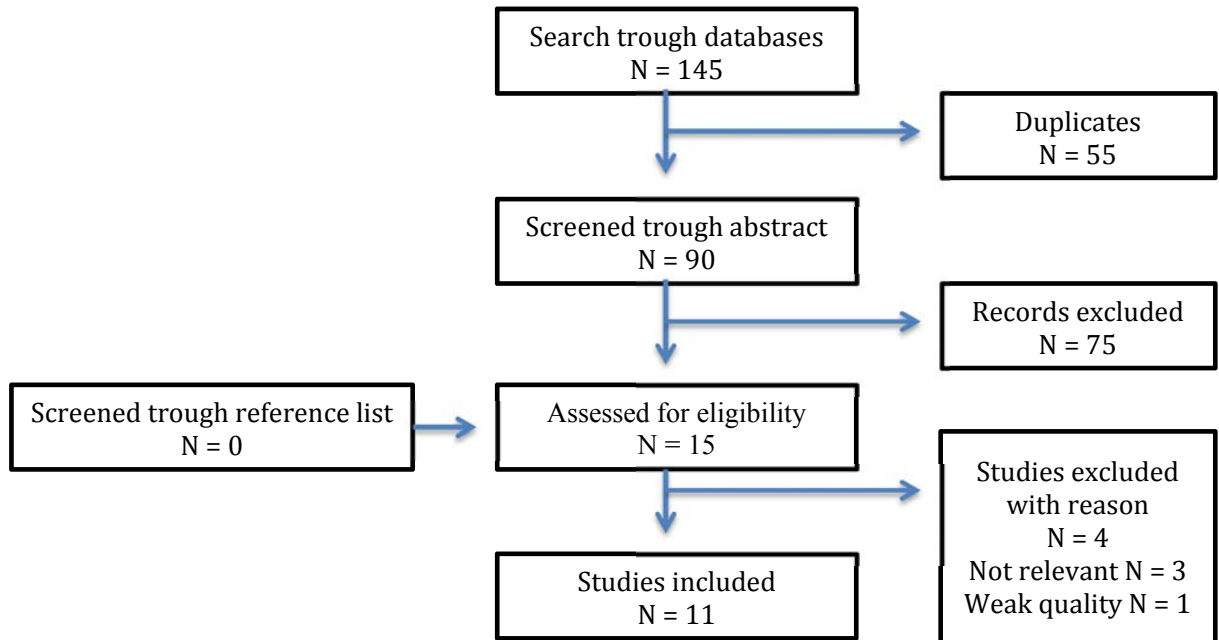 Search trough databases
N = 145
Duplicates
N = 55
Screened trough abstract
N = 90
Records excluded
N = 75
Screened trough reference list
N = 0
Assessed for eligibility
N = 15
Studies excluded
with reason
N = 4
Not relevant N = 3
Weak quality N = 1
Studies included
N = 11